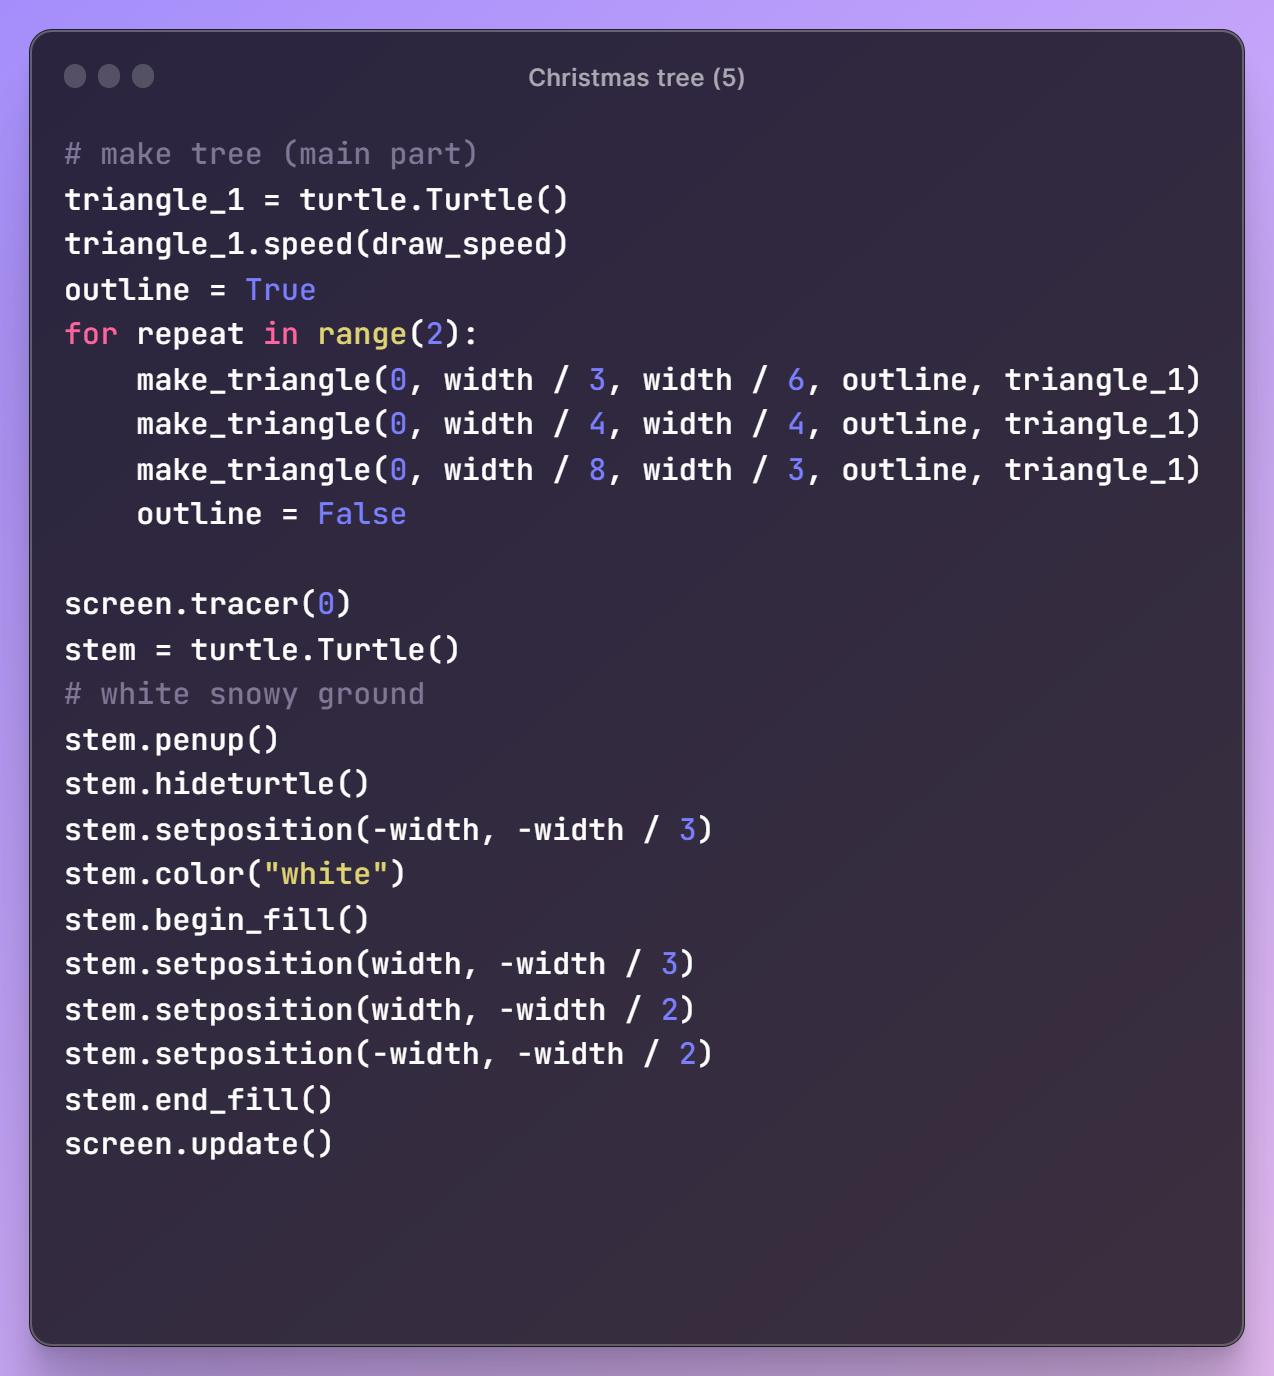 Christmas tree (5)
# make tree (main part)
triangle_1 = turtle.Turtle()
triangle_1.speed(draw_speed)
outline = True
for repeat in range(2):
    make_triangle(0, width / 3, width / 6, outline, triangle_1)
    make_triangle(0, width / 4, width / 4, outline, triangle_1)
    make_triangle(0, width / 8, width / 3, outline, triangle_1)
    outline = False

screen.tracer(0)
stem = turtle.Turtle()
# white snowy ground
stem.penup()
stem.hideturtle()
stem.setposition(-width, -width / 3)
stem.color("white")
stem.begin_fill()
stem.setposition(width, -width / 3)
stem.setposition(width, -width / 2)
stem.setposition(-width, -width / 2)
stem.end_fill()
screen.update()